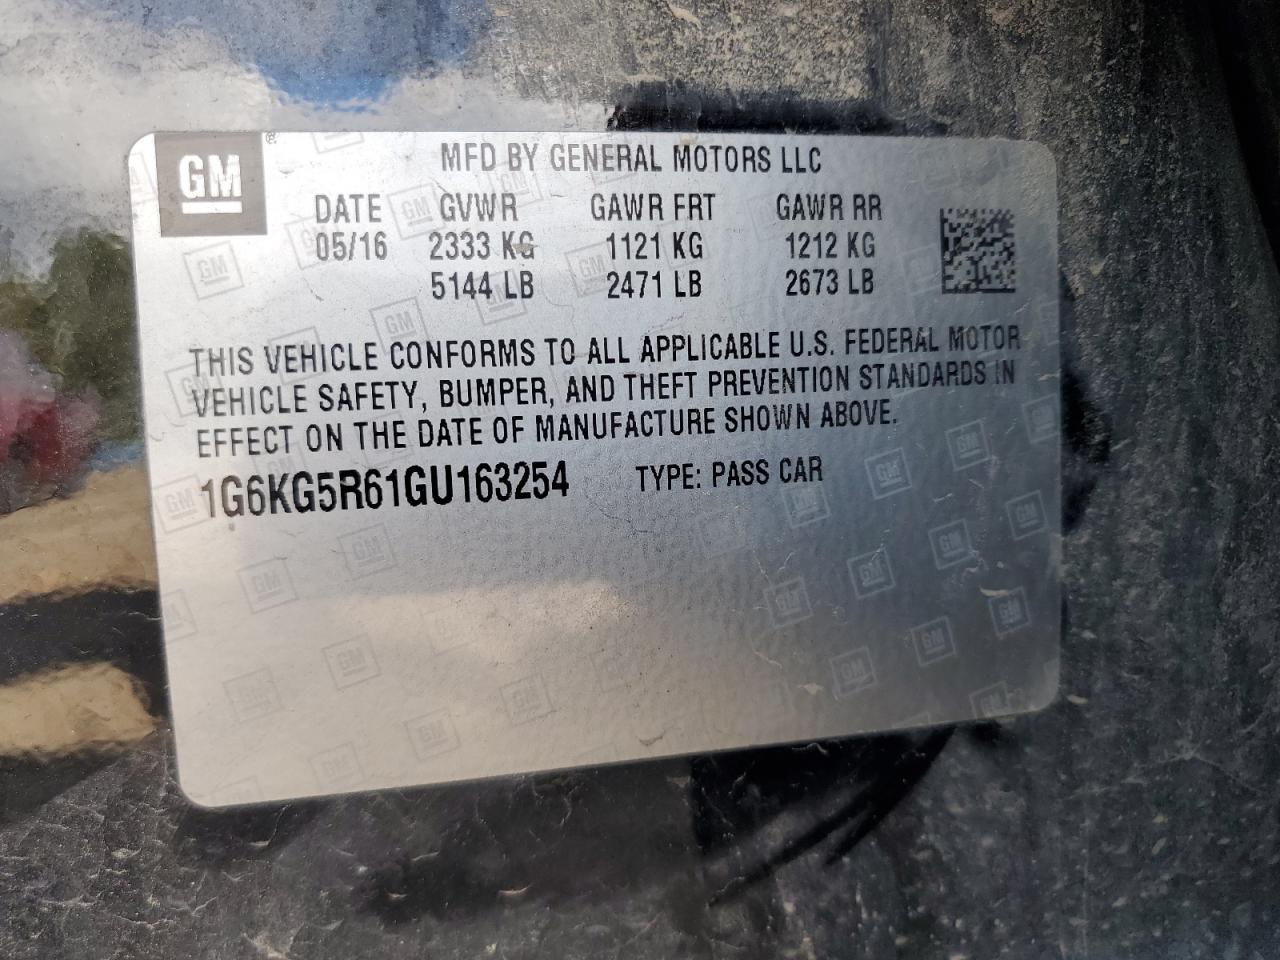 GM ®
MFD BY GENERAL MOTORS LLC
DATE GVWR GAWR FRT GAWR RR
05/16 2333 KG 1121 KG 1212 KG
5144 LB 2471 LB 2673 LB
THIS VEHICLE CONFORMS TO ALL APPLICABLE U.S. FEDERAL MOTOR
VEHICLE SAFETY, BUMPER, AND THEFT PREVENTION STANDARDS IN
EFFECT ON THE DATE OF MANUFACTURE SHOWN ABOVE.
1G6KG5R61GU163254 TYPE: PASS CAR